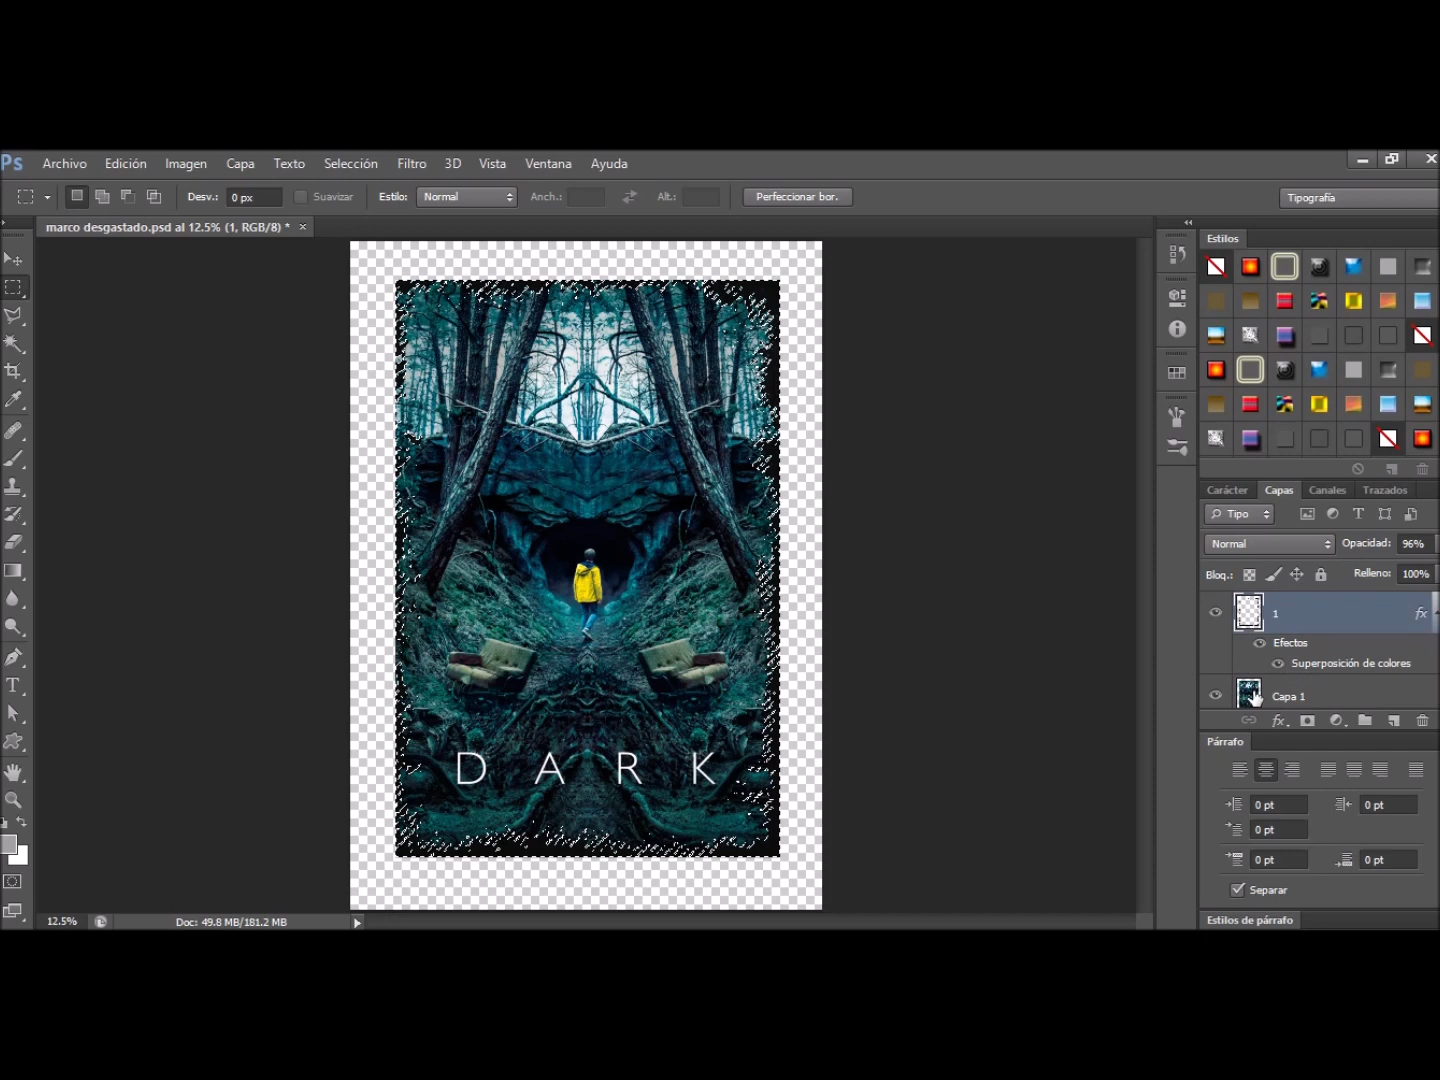 Ps Archivo Edición Imagen Capa Texto Selección Filtro 3D Vista Ventana Ayuda
Desv.: 0 px Suavizar Estilo: Normal Anch.: Alt.: Perfeccionar bor. Tipografía
marco desgastado.psd al 12.5% (1, RGB/8) *
Estilos
Carácter Capas Canales Trazados
Tipo
Normal Opacidad: 96%
Bloq.: Relleno: 100%
1 fx
Efectos
Superposición de colores
Capa 1
fx.
Párrafo
0 pt 0 pt
0 pt
0 pt 0 pt
Separar
Estilos de párrafo
DARK
12.5% Doc: 49.8 MB/181.2 MB